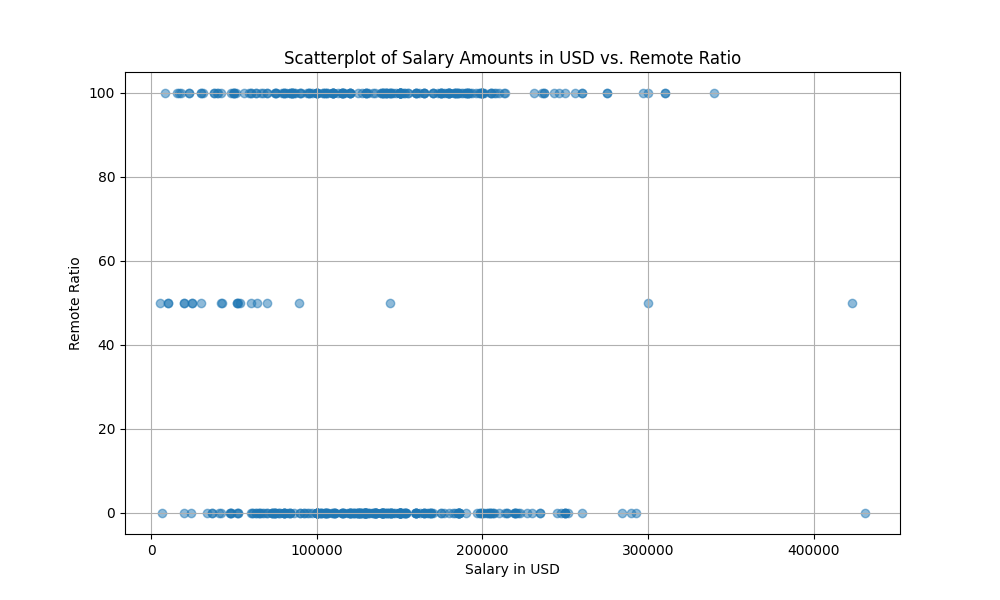 Scatterplot of Salary Amounts in USD vs. Remote Ratio
100
80
60
40
20
0
Remote Ratio
0 100000 200000 300000 400000
Salary in USD